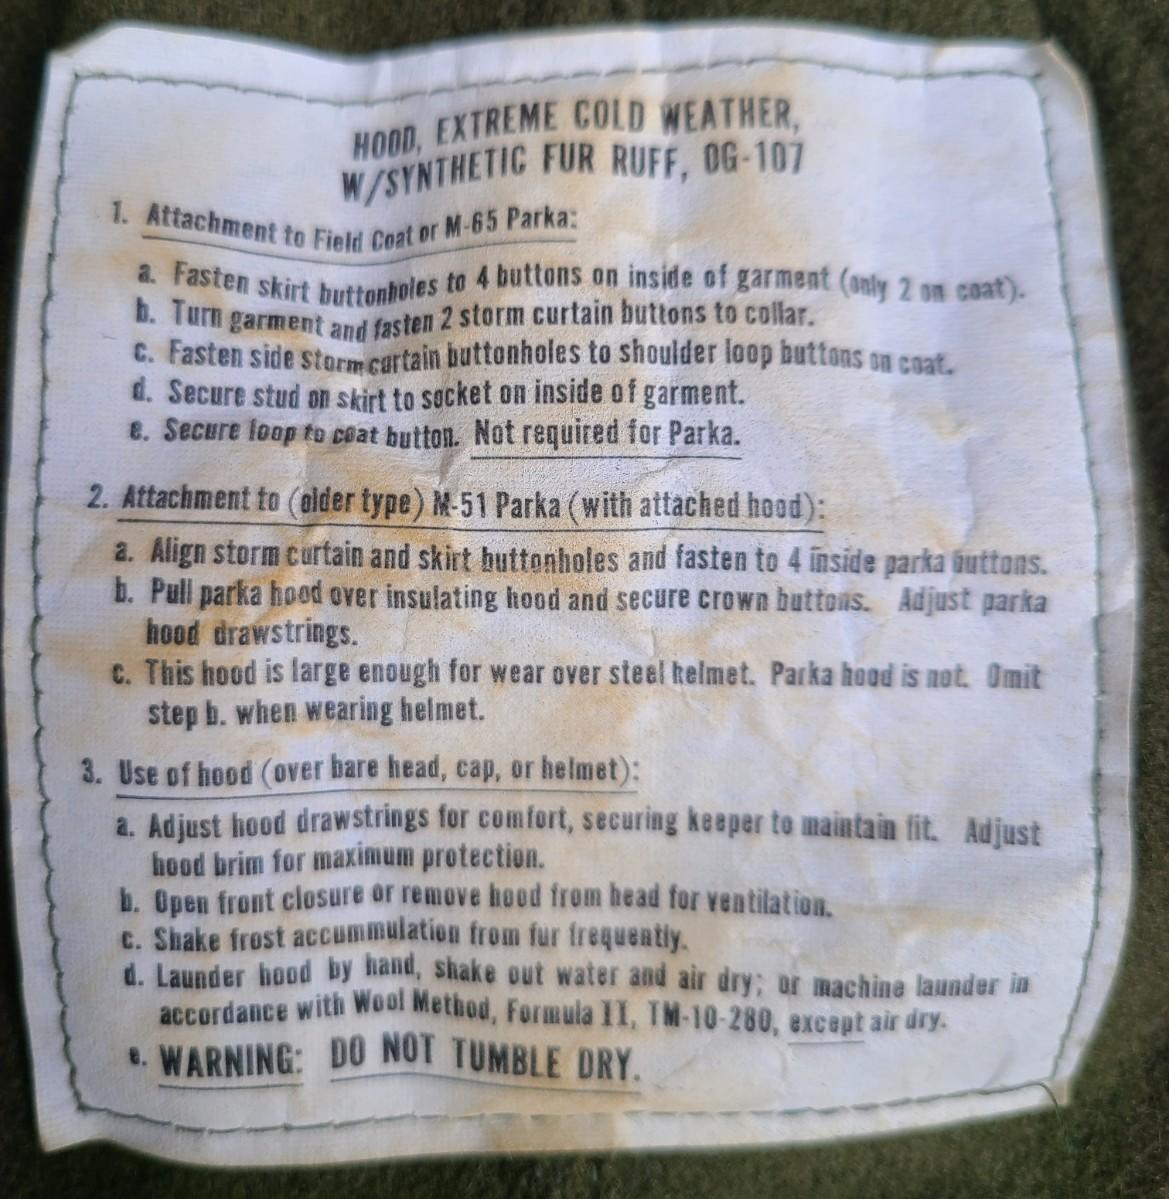 HOOD, EXTREME COLD WEATHER,
W/SYNTHETIC FUR RUFF, OG-107
1. Attachment to Field Coat or M-65 Parka:
a. Fasten skirt buttonholes to 4 buttons on inside of garment (only 2 on coat).
b. Turn garment and fasten 2 storm curtain buttons to collar.
c. Fasten side storm curtain buttonholes to shoulder loop buttons on coat.
d. Secure stud on skirt to socket on inside of garment.
e. Secure loop to coat button. Not required for Parka.
2. Attachment to (older type) M-51 Parka (with attached hood):
a. Align storm curtain and skirt buttonholes and fasten to 4 inside parka buttons.
b. Pull parka hood over insulating hood and secure crown buttons. Adjust parka
hood drawstrings.
c. This hood is large enough for wear over steel helmet. Parka hood is not. Omit
step b. when wearing helmet.
3. Use of hood (over bare head, cap, or helmet):
a. Adjust hood drawstrings for comfort, securing keeper to maintain fit. Adjust
hood brim for maximum protection.
b. Open front closure or remove hood from head for ventilation.
c. Shake frost accummulation from fur frequently.
d. Launder hood by hand, shake out water and air dry; or machine launder in
accordance with Wool Method, Formula II, TM-10-280, except air dry.
e. WARNING: DO NOT TUMBLE DRY.